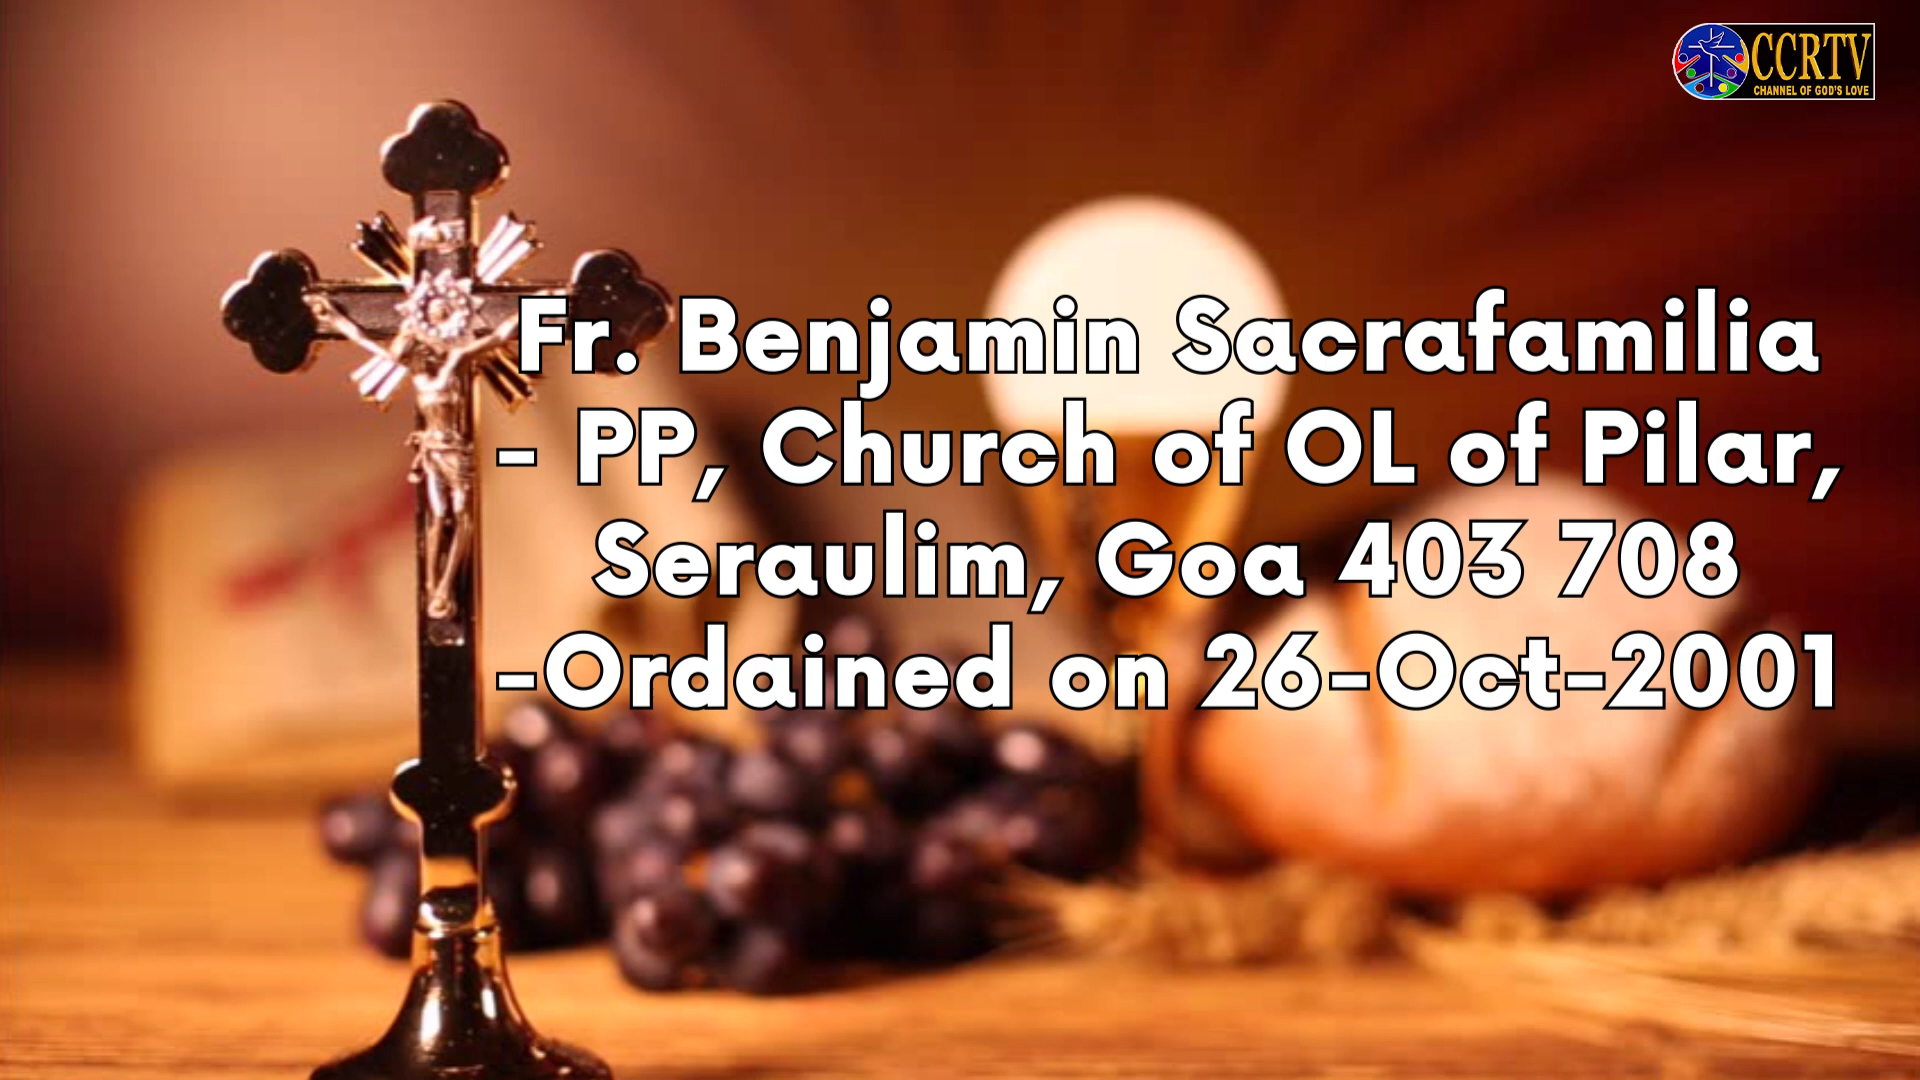 CCRTV
CHANNEL OF GOD'S LOVE
Fr. Benjamin Sacrafamilia
- PP, Church of OL of Pilar,
Seraulim, Goa 403 708
-Ordained on 26-Oct-2001